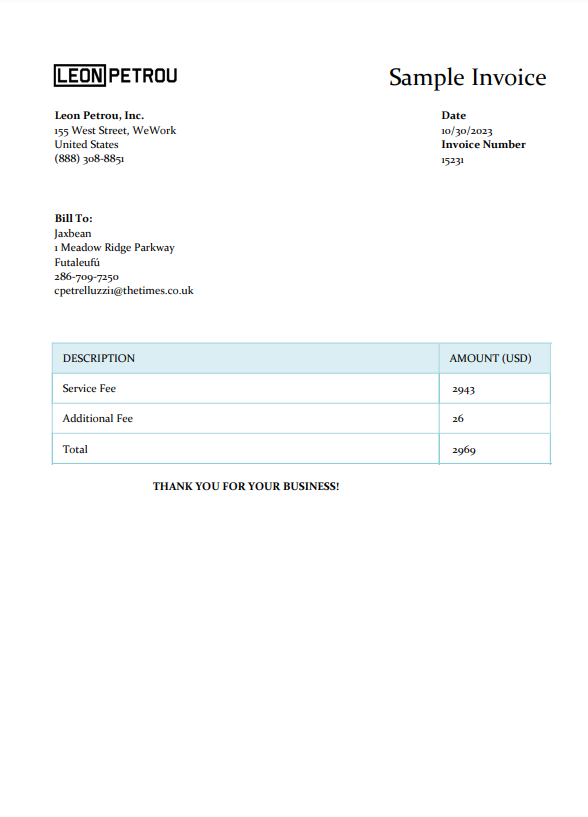 LEON PETROU
Sample Invoice
Leon Petrou, Inc.
155 West Street, WeWork
United States
(888) 308-8851
Date
10/30/2023
Invoice Number
15231
Bill To:
Jaxbean
1 Meadow Ridge Parkway
Futaleufú
286-709-7250
cpetrelluzzi1@thetimes.co.uk
DESCRIPTION AMOUNT (USD)
Service Fee 2943
Additional Fee 26
Total 2969
THANK YOU FOR YOUR BUSINESS!